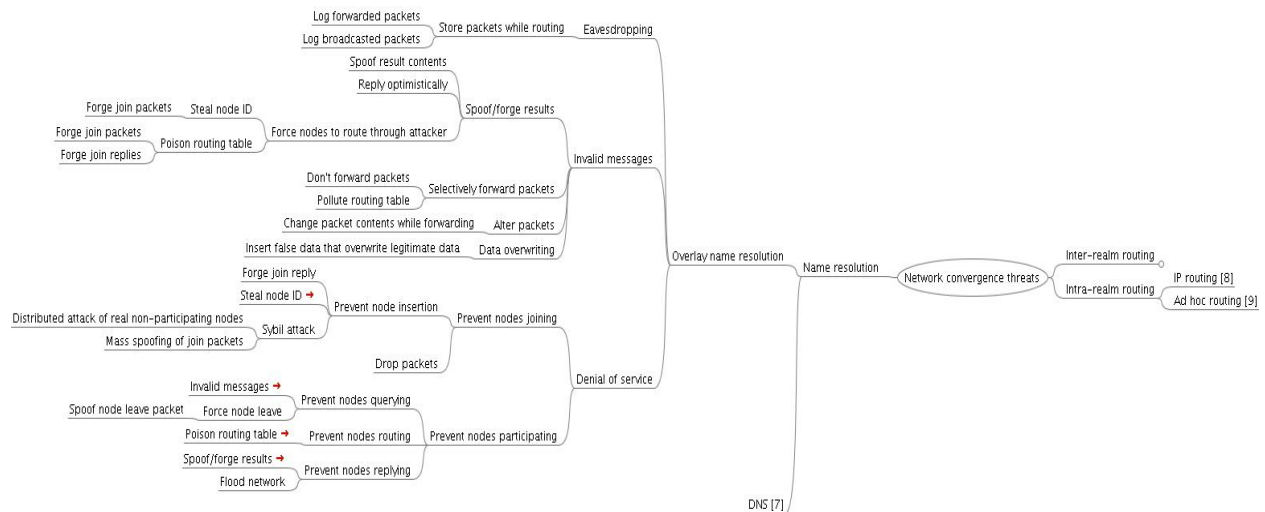 Log forwarded packets
Log broadcasted packets
Store packets while routing
Eavesdropping
Spoof result contents
Reply optimistically
Forge join packets
Steal node ID
Forge join packets
Forge join replies
Poison routing table
Force nodes to route through attacker
Spoof/forge results
Don't forward packets
Pollute routing table
Selectively forward packets
Change packet contents while forwarding
Alter packets
Insert false data that overwrite legitimate data
Data overwriting
Invalid messages
Forge join reply
Steal node ID
Distributed attack of real non-participating nodes
Mass spoofing of join packets
Sybil attack
Prevent node insertion
Drop packets
Prevent nodes joining
Invalid messages
Spoof node leave packet
Force node leave
Prevent nodes querying
Poison routing table
Prevent nodes routing
Spoof/forge results
Flood network
Prevent nodes replying
Prevent nodes participating
Denial of service
Overlay name resolution
DNS [7]
Name resolution
Network convergence threats
Inter-realm routing
Intra-realm routing
IP routing [8]
Ad hoc routing [9]